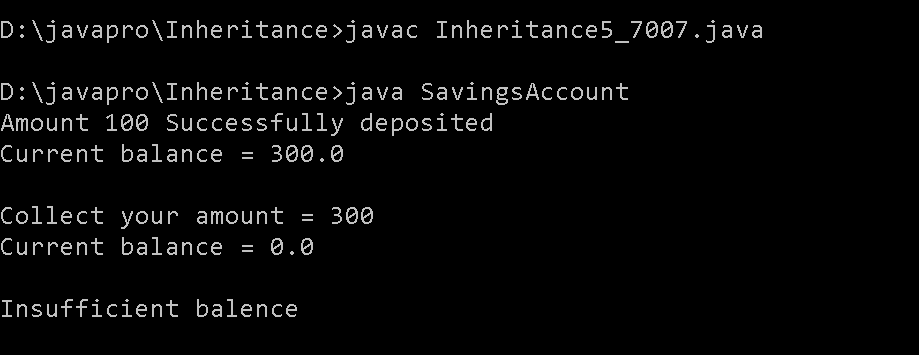 D:\javapro\Inheritance>javac Inheritance5_7007.java
D:\javapro\Inheritance>java SavingsAccount
Amount 100 Successfully deposited
Current balance = 300.0
Collect your amount = 300
Current balance = 0.0
Insufficient balence